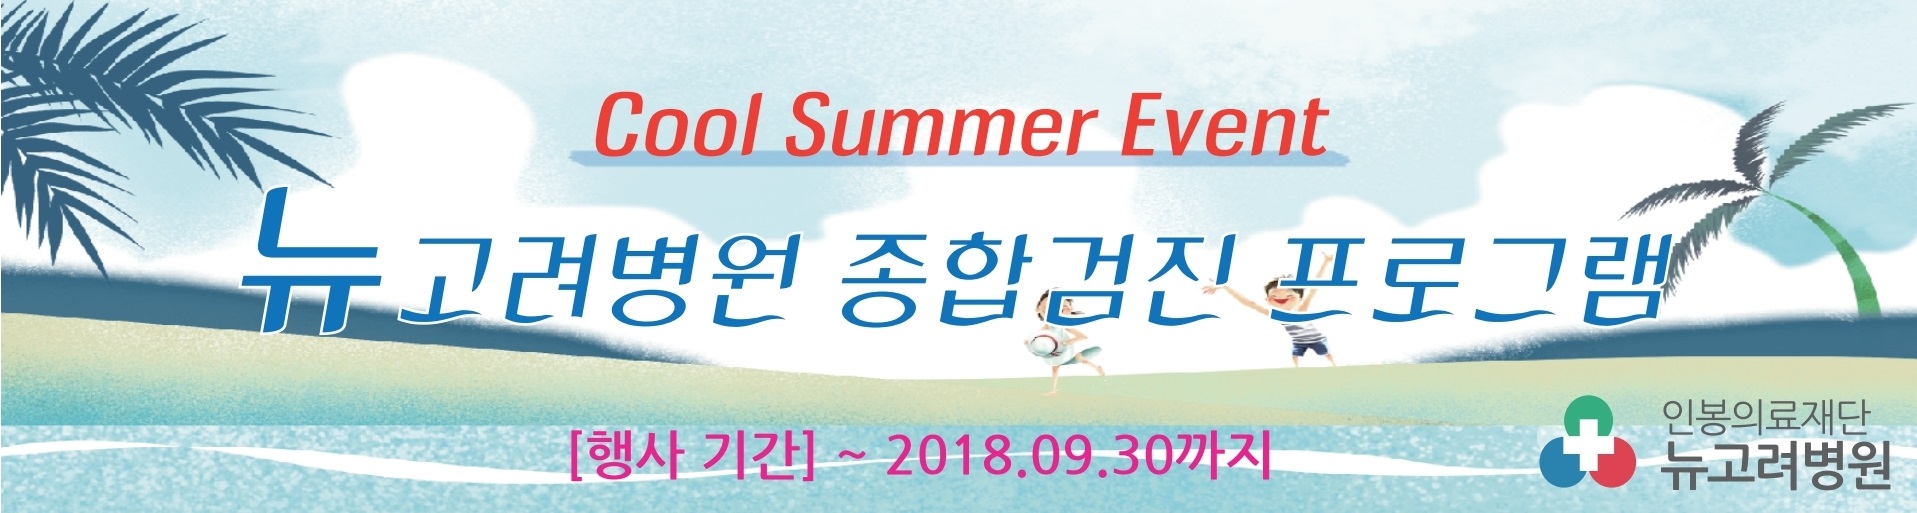 Cool Summer Event
뉴고려병원 종합검진 프로그램
[행사 기간] ~ 2018.09.30까지
인봉의료재단
뉴고려병원